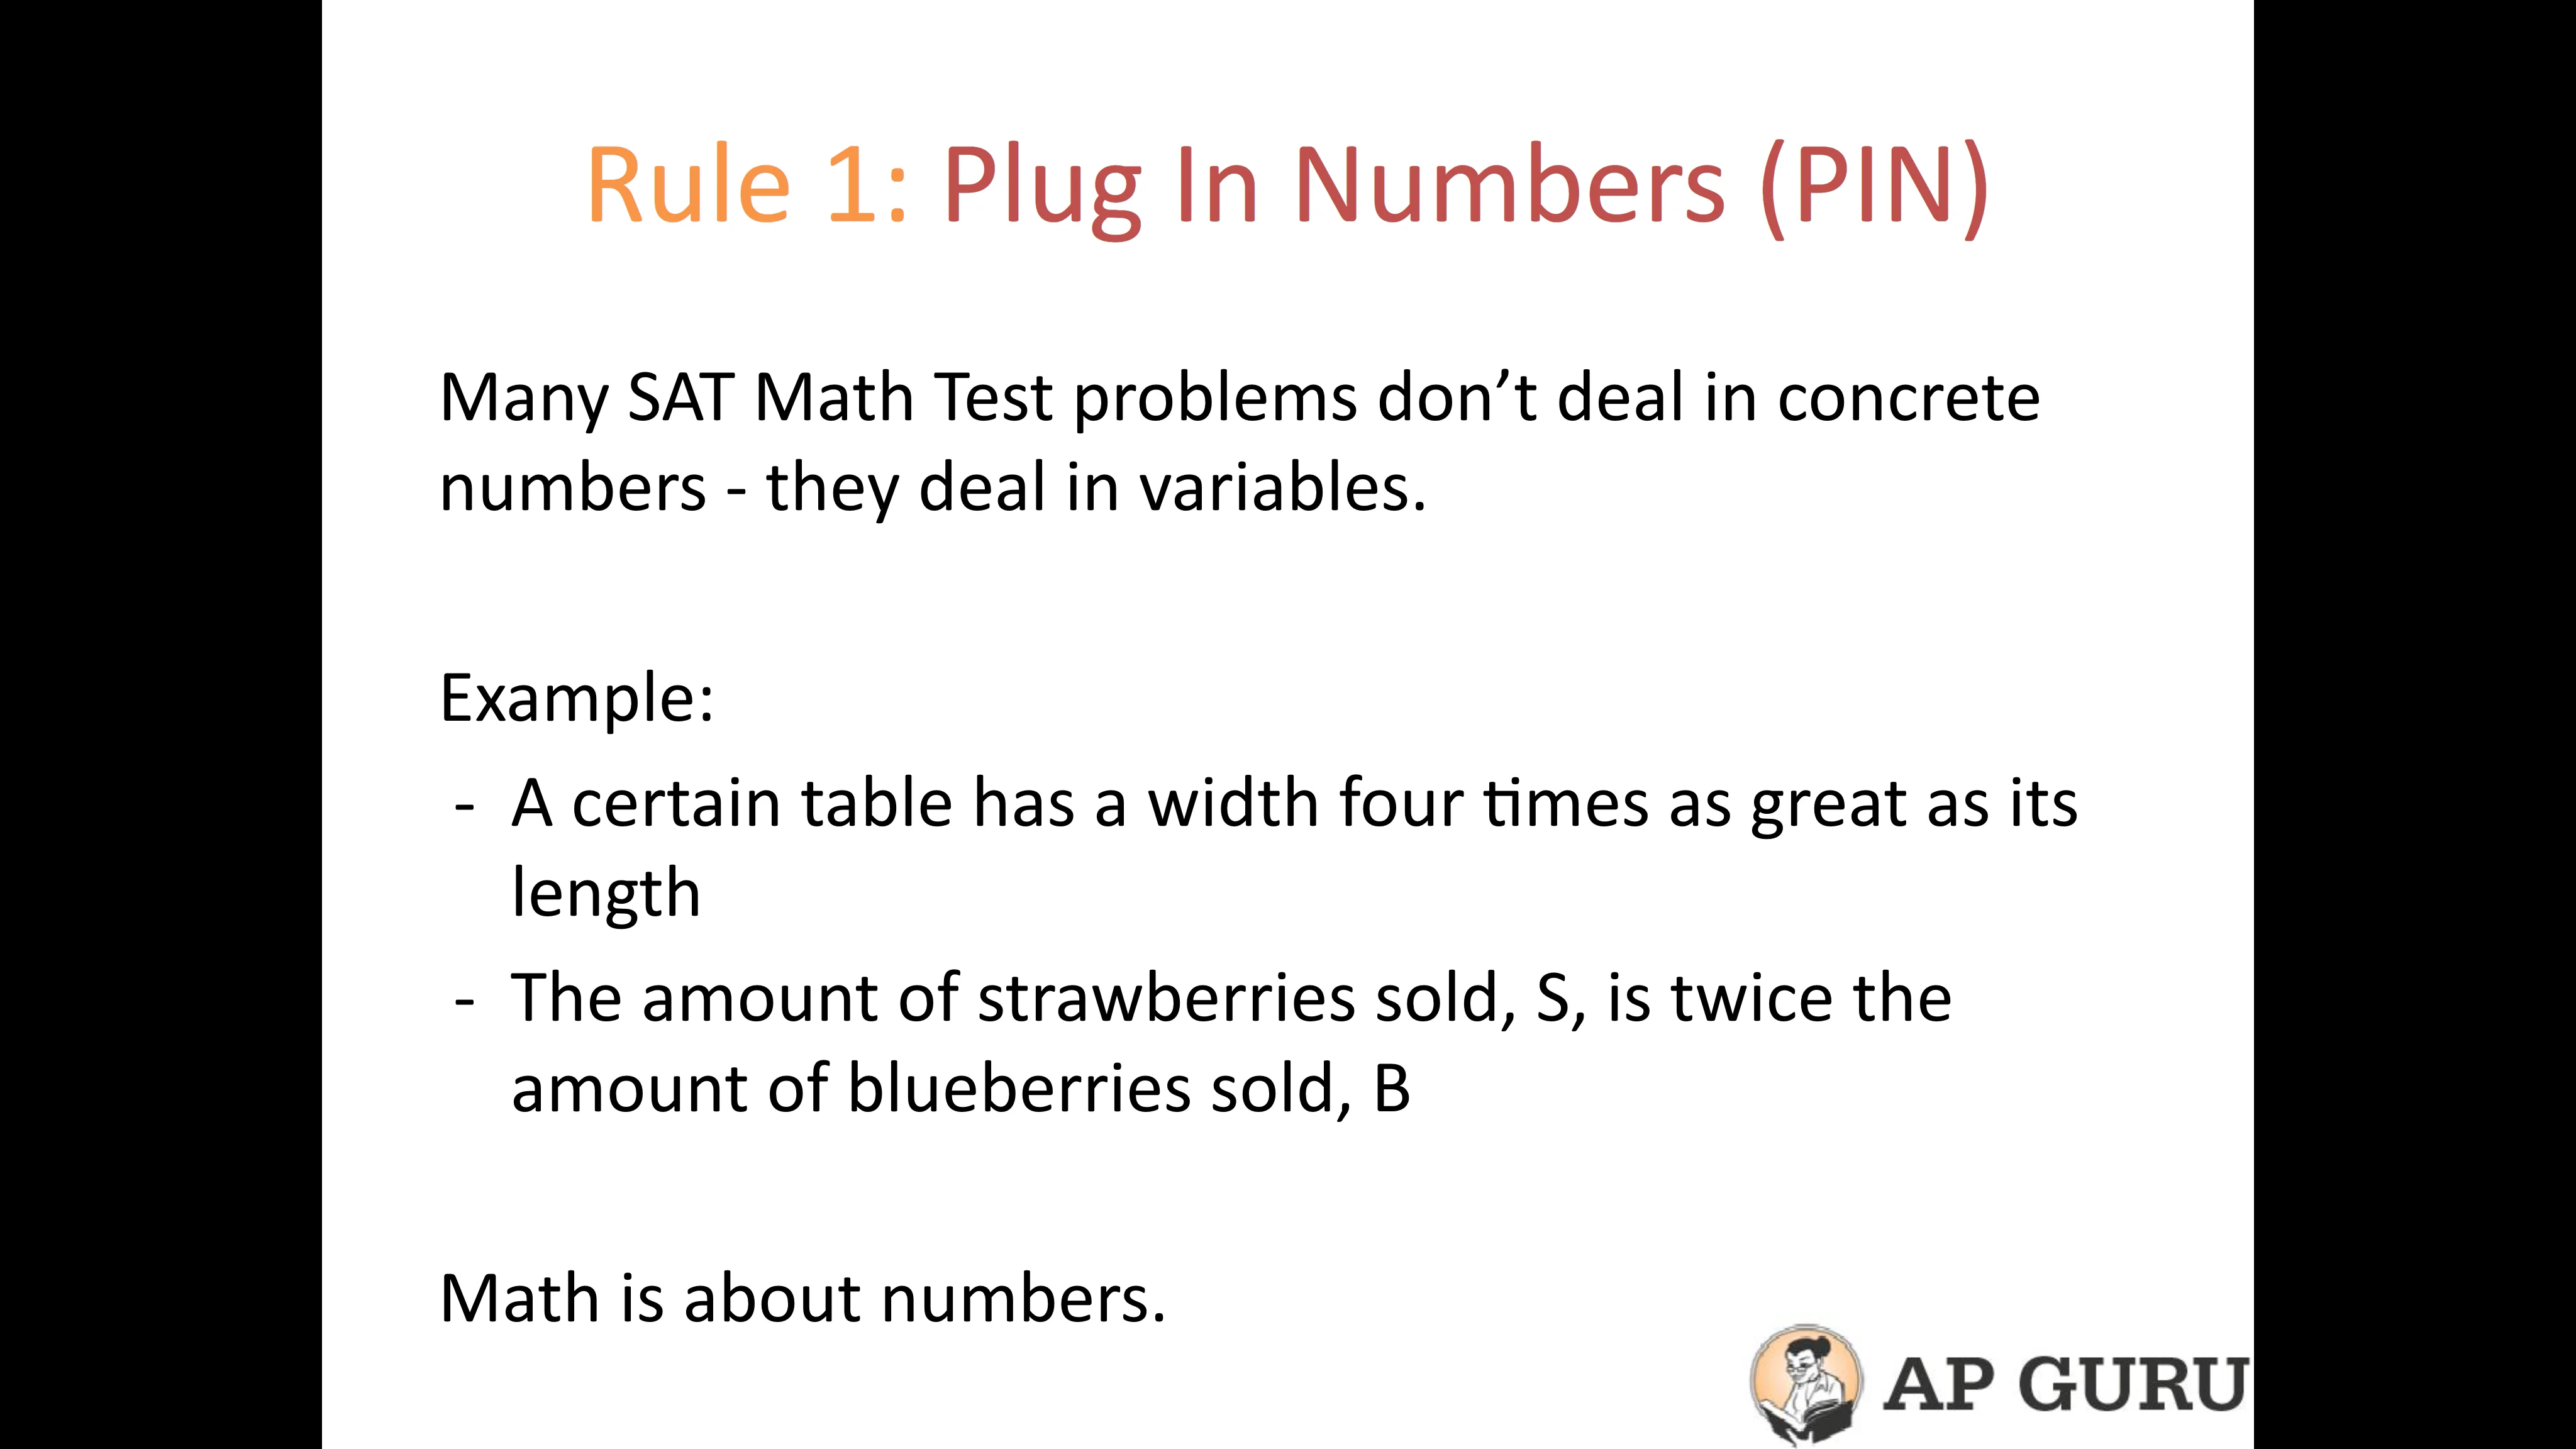 Rule 1: Plug In Numbers (PIN)
Many SAT Math Test problems don’t deal in concrete
numbers - they deal in variables.
Example:
- A certain table has a width four times as great as its
length
- The amount of strawberries sold, S, is twice the
amount of blueberries sold, B
Math is about numbers.
AP GURU